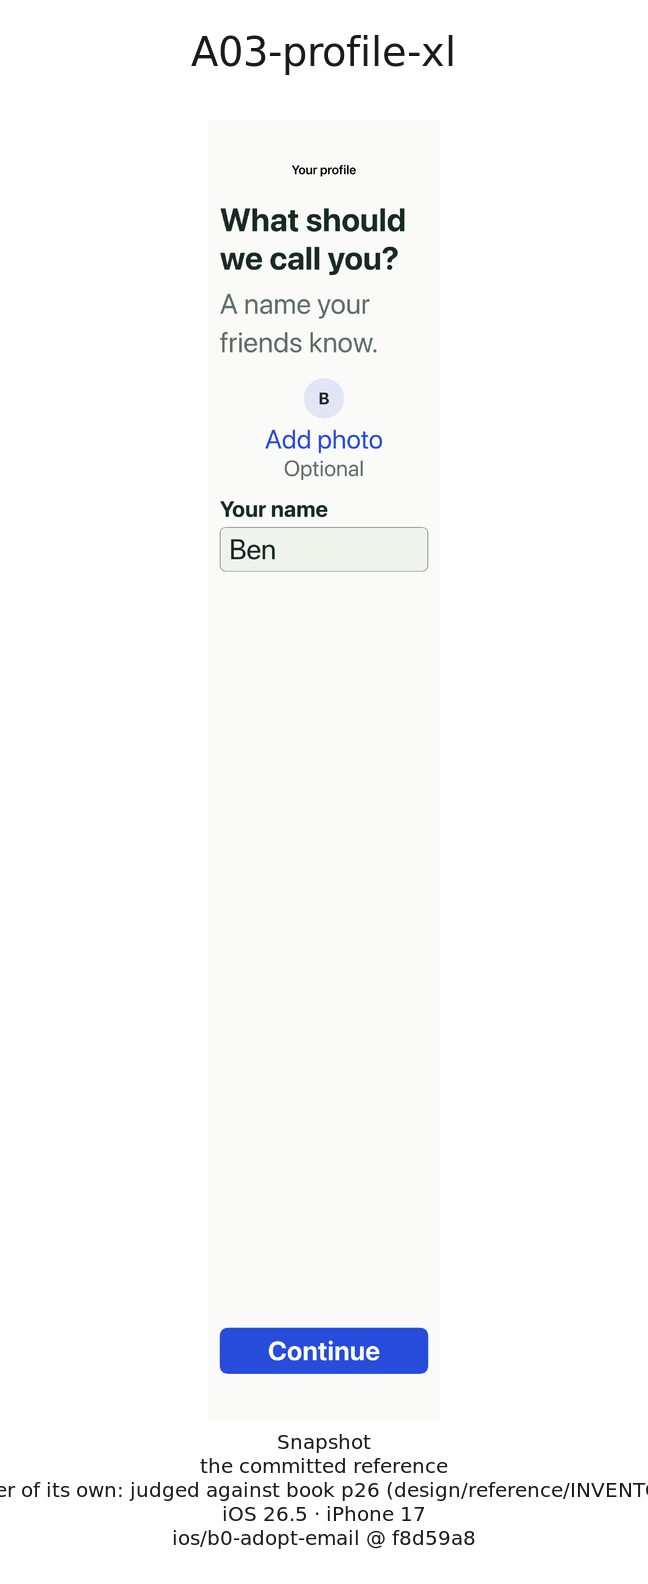 A03-profile-xl
Your profile
What should
we call you?
A name your
friends know.
B
Add photo
Optional
Your name
Ben
Continue
Snapshot
the committed reference
of its own: judged against book p26 (design/reference/
iOS 26.5 · iPhone 17
ios/b0-adopt-email @ f8d59a8